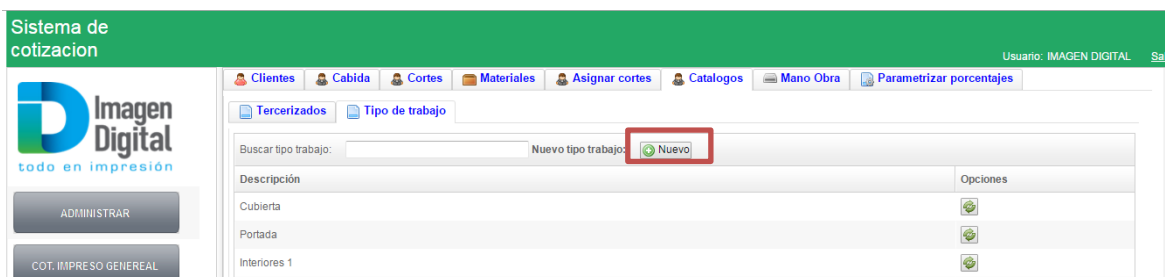 Sistema de
cotizacion
Usuario: IMAGEN DIGITAL
Clientes Cabida Cortes Materiales Asignar cortes Catalogos Mano Obra Parametrizar porcentajes
Imagen
Digital
todo en impresión
Tercerizados Tipo de trabajo
Buscar tipo trabajo: Nuevo tipo trabajo: Nuevo
Descripción Opciones
Cubierta
Portada
Interiores 1
ADMINISTRAR
COT. IMPRESO GENEREAL